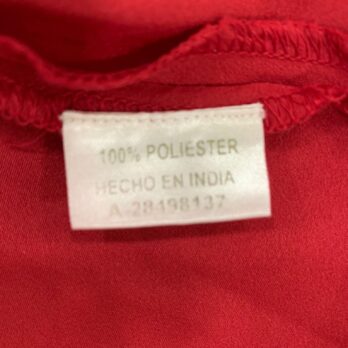 100% POLIESTER
HECHO EN INDIA
A-28498137